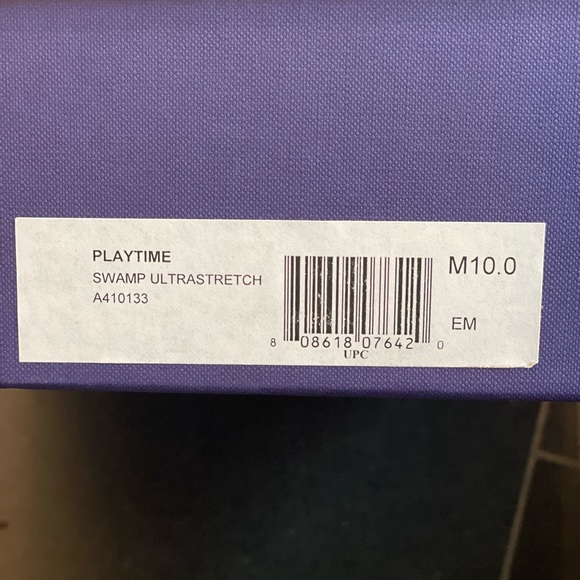 PLAYTIME
SWAMP ULTRASTRETCH
A410133
M10.0
EM
8 08618 07642 0
UPC